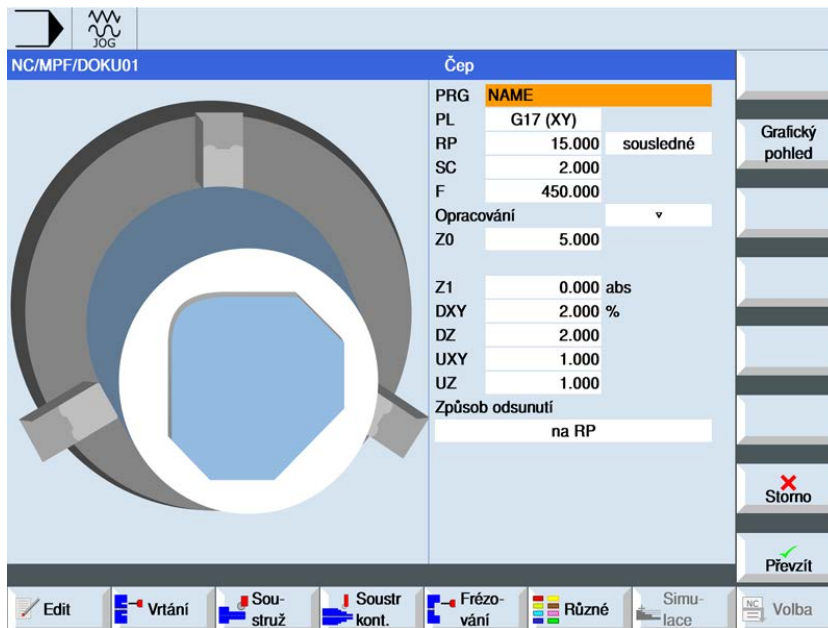 JOG
NC/MPF/DOKU01
Čep
PRG NAME
PL G17 (XY)
RP 15.000 sousledné
SC 2.000
F 450.000
Opracování ▿
Z0 5.000
Z1 0.000 abs
DXY 2.000 %
DZ 2.000
UXY 1.000
UZ 1.000
Způsob odsunutí
na RP
Grafický
pohled
Storno
Převzít
Edit
Vrtání
Sou-
struž
Soustr
kont.
Frézo-
vání
Různé
Simu-
lace
NC
Volba